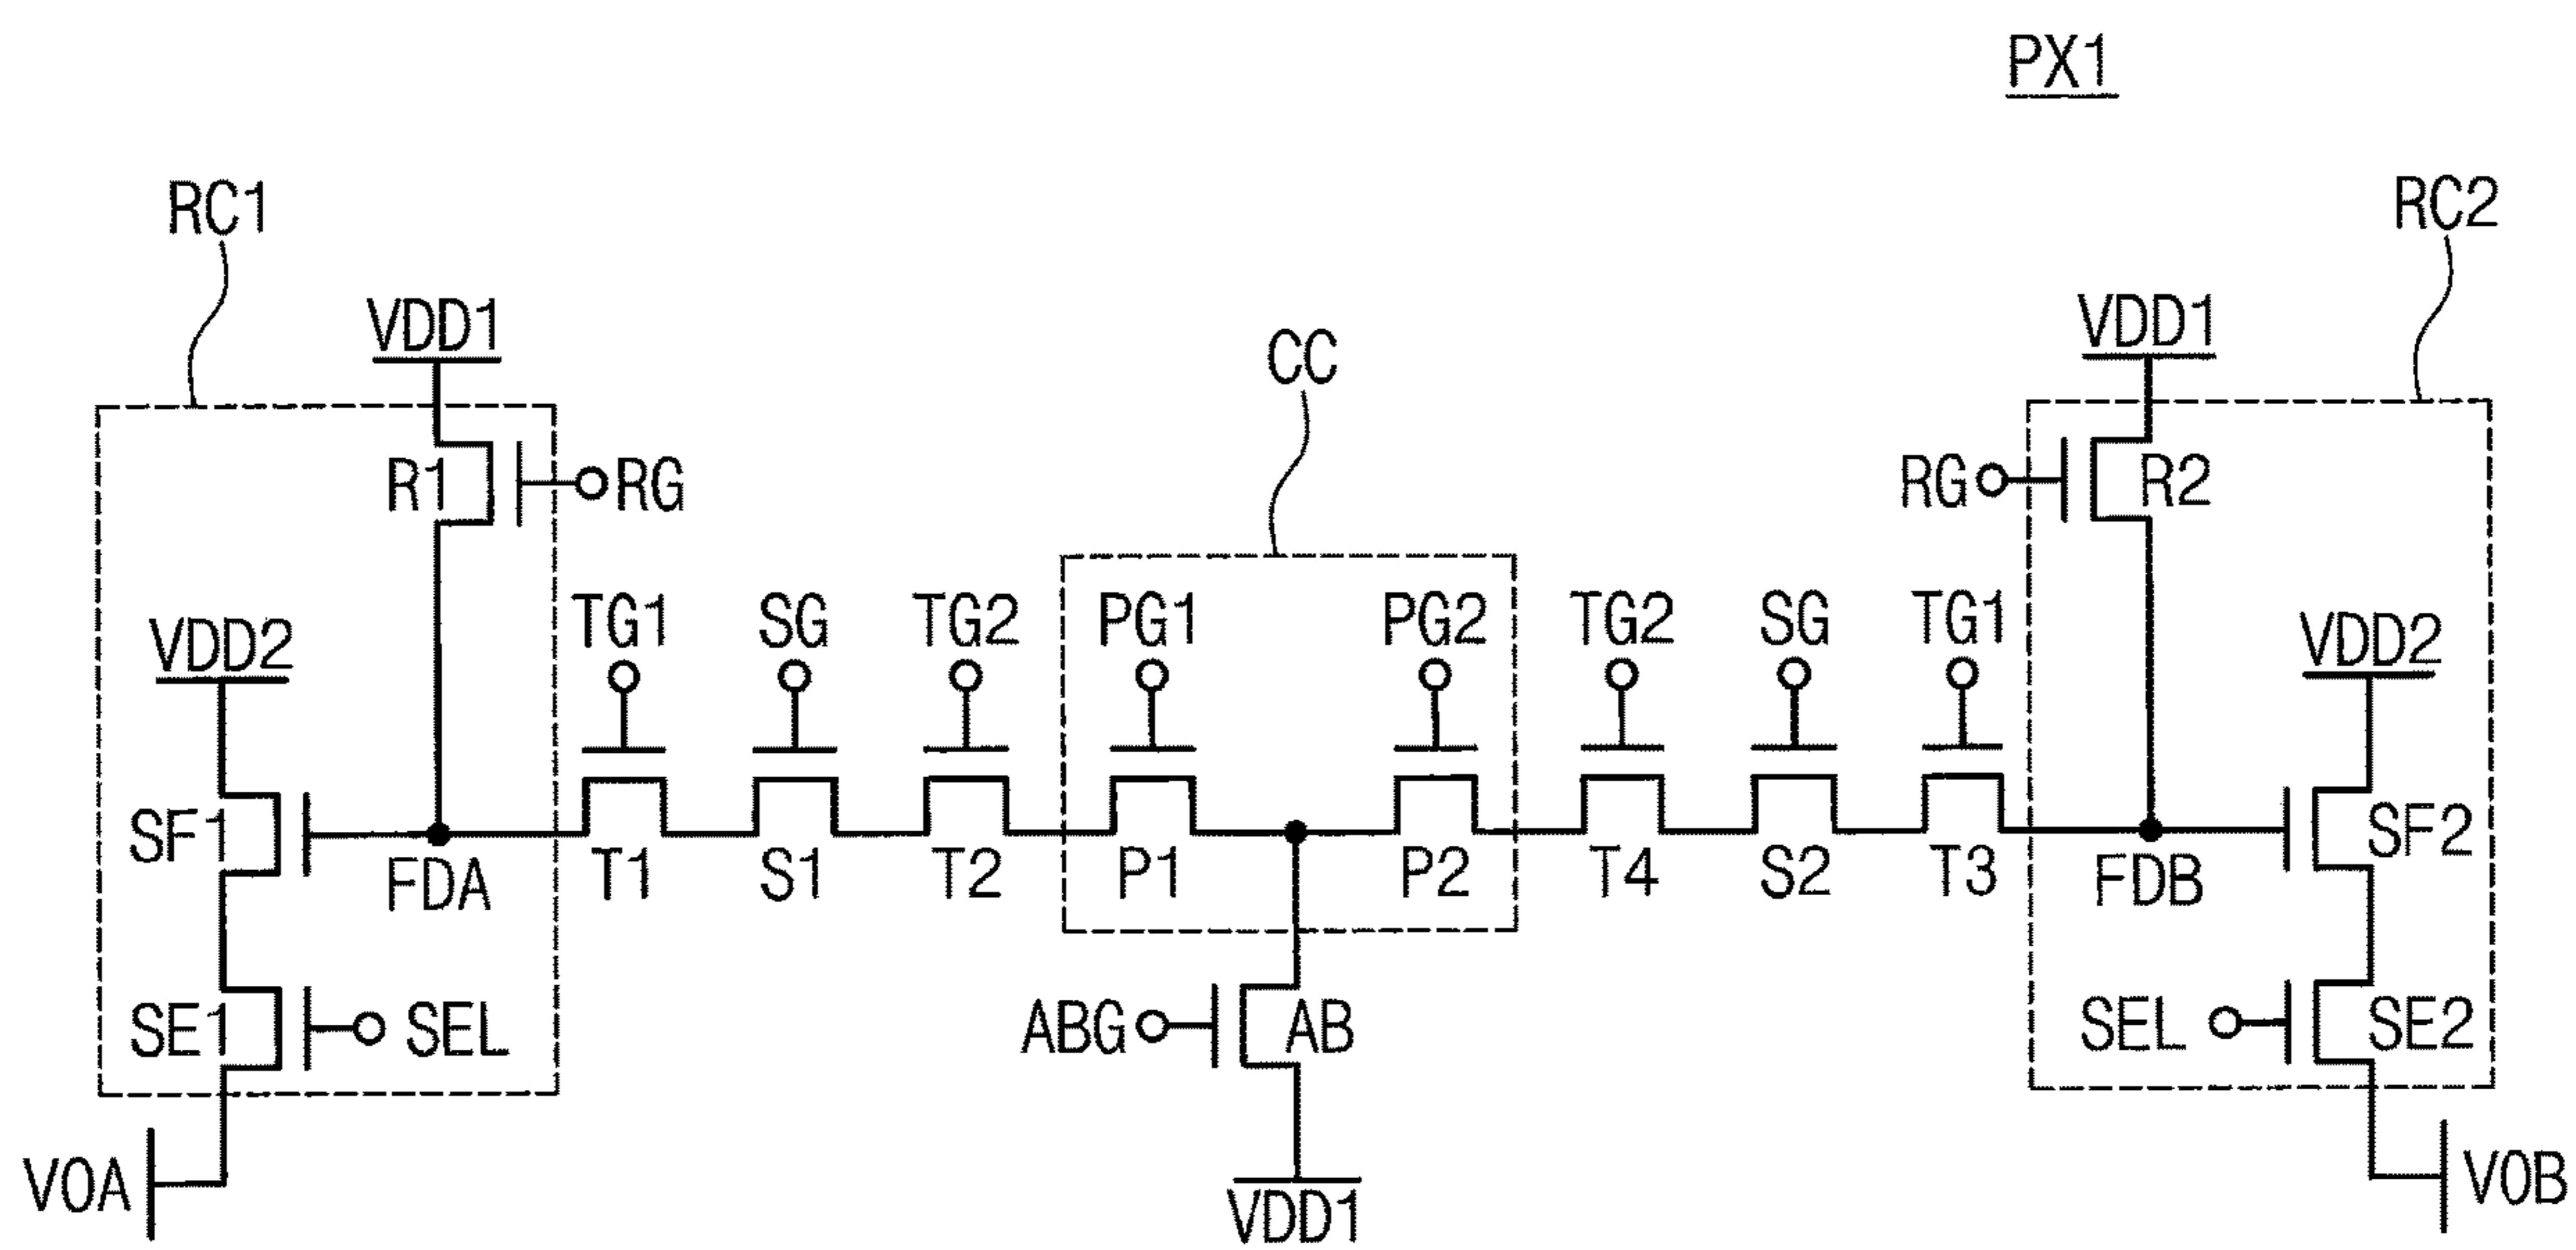 PX1
RC1
RC2
VDD1
CC
VDD1
R1
RG
RG
R2
VDD2
TG1
SG
TG2
PG1
PG2
TG2
SG
TG1
VDD2
SF1
FDA
T1
S1
T2
P1
P2
T4
S2
T3
FDB
SF2
SE1
SEL
ABG
AB
SEL
SE2
VOA
VDD1
VOB